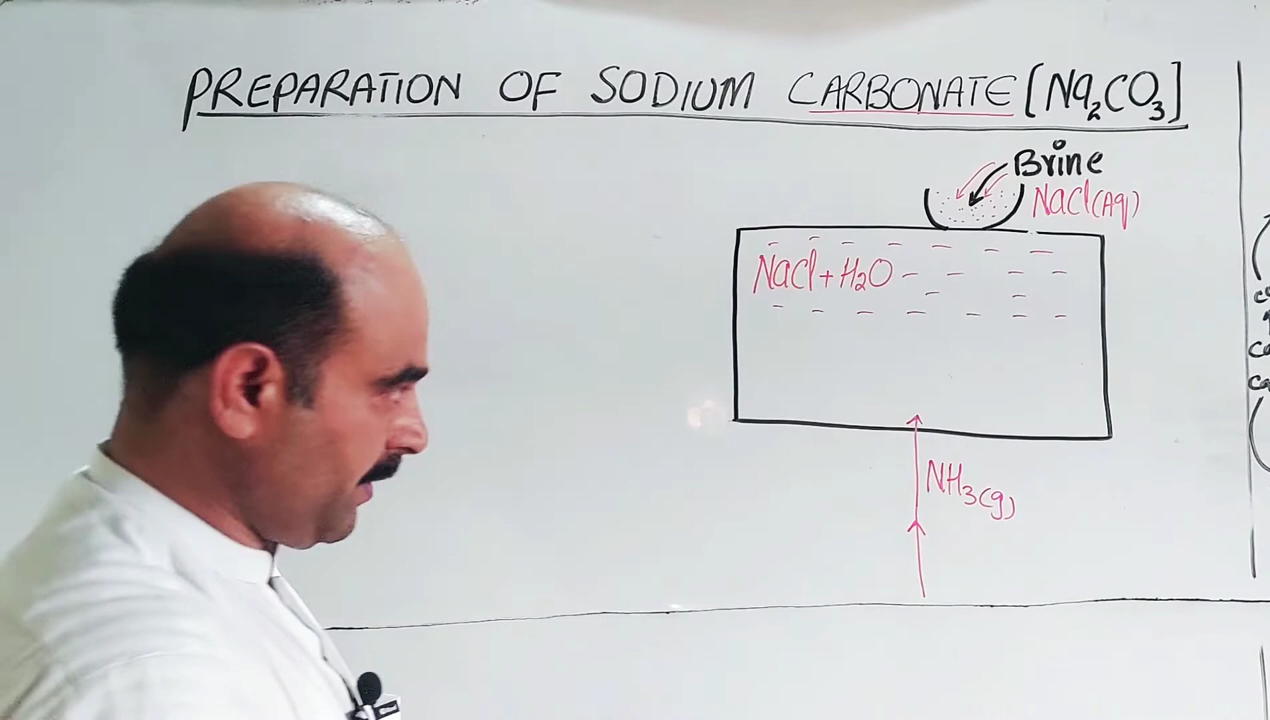 PREPARATION OF SODIUM CARBONATE [Na₂CO₃]
Brine
NaCl(Aq)
NaCl + H₂O
NH₃(g)